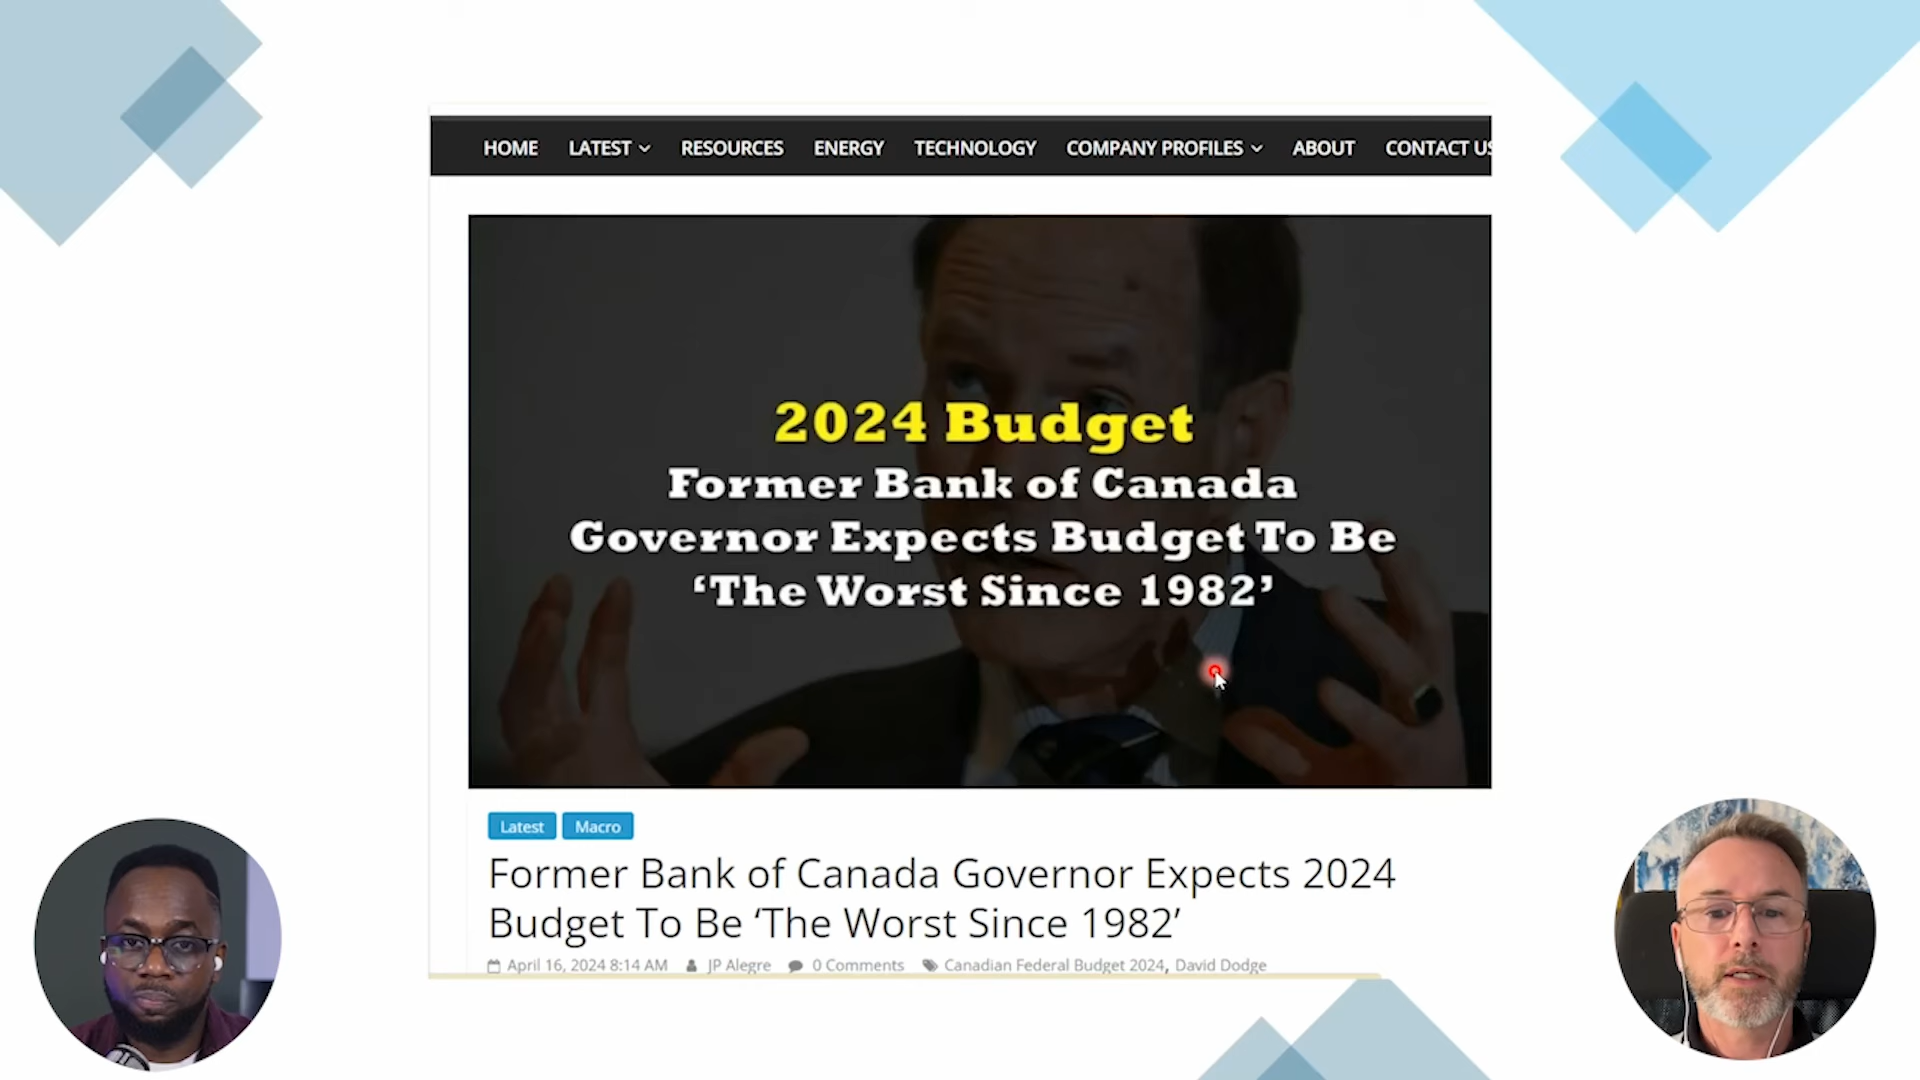 HOME LATEST RESOURCES ENERGY TECHNOLOGY COMPANY PROFILES ABOUT CONTACT US
2024 Budget
Former Bank of Canada
Governor Expects Budget To Be
‘The Worst Since 1982’
Latest Macro
Former Bank of Canada Governor Expects 2024
Budget To Be ‘The Worst Since 1982’
April 16, 2024 8:14 AM JP Alegre 0 Comments Canadian Federal Budget 2024, David Dodge